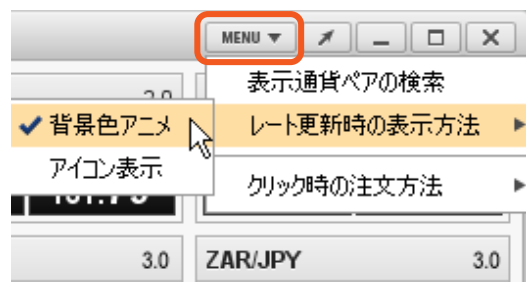 MENU ▼
表示通貨ペアの検索
レート更新時の表示方法
✔ 背景色アニメ
アイコン表示
クリック時の注文方法
3.0 ZAR/JPY 3.0